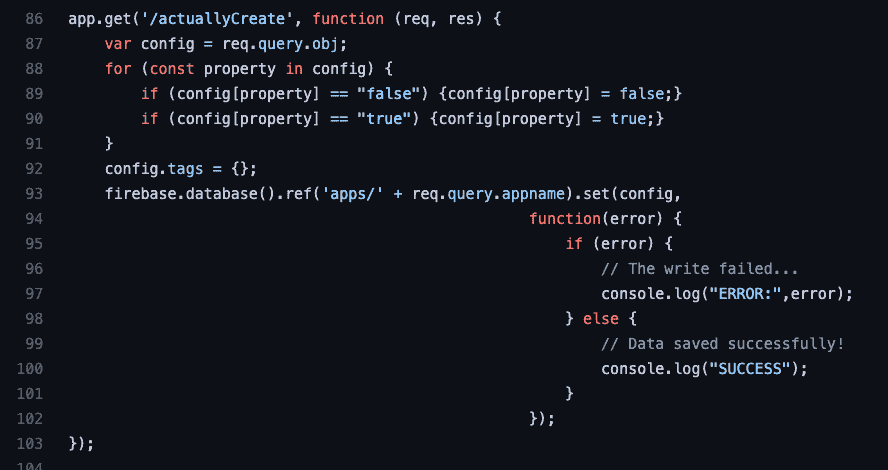 86 app.get('/actuallyCreate', function (req, res) {
87 var config = req.query.obj;
88 for (const property in config) {
89 if (config[property] == "false") {config[property] = false;}
90 if (config[property] == "true") {config[property] = true;}
91 }
92 config.tags = {};
93 firebase.database().ref('apps/' + req.query.appname).set(config,
94 function(error) {
95 if (error) {
96 // The write failed...
97 console.log("ERROR:",error);
98 } else {
99 // Data saved successfully!
100 console.log("SUCCESS");
101 }
102 });
103 });
104